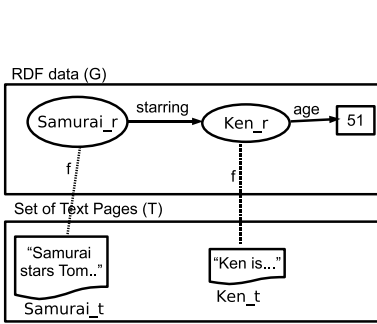 RDF data (G)
Samurai_r
starring
Ken_r
age
51
f
f
Set of Text Pages (T)
“Samurai
stars Tom..”
Samurai_t
“Ken is...”
Ken_t